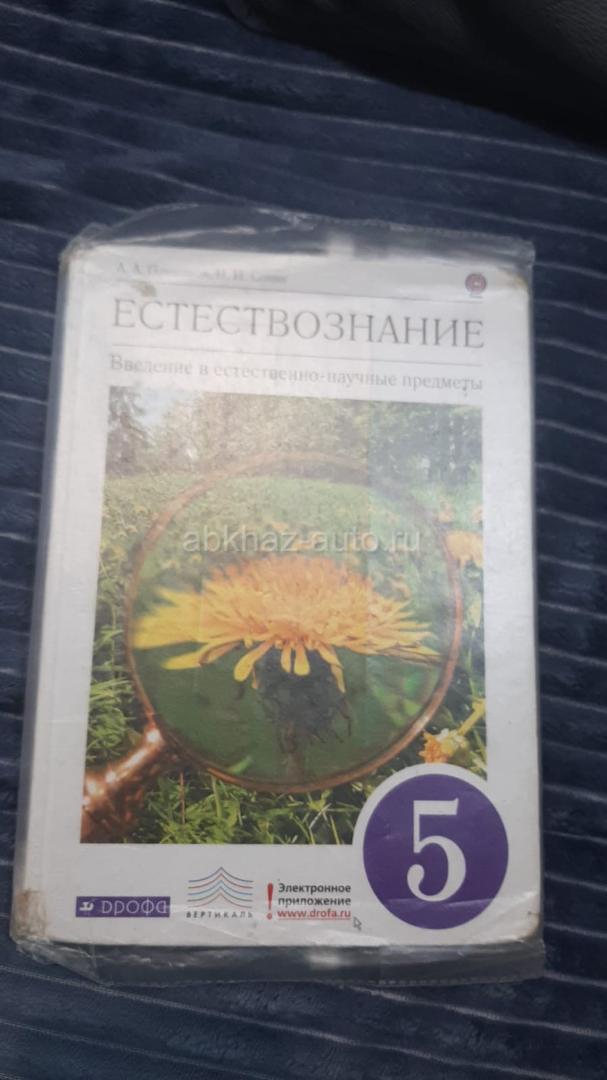 А. А.
Н. И.
ЕСТЕСТВОЗНАНИЕ
Введение в естественно-научные предметы
abkhaz-auto.ru
5
ДРОФА
ВЕРТИКАЛЬ
! Электронное
приложение
www.drofa.ru